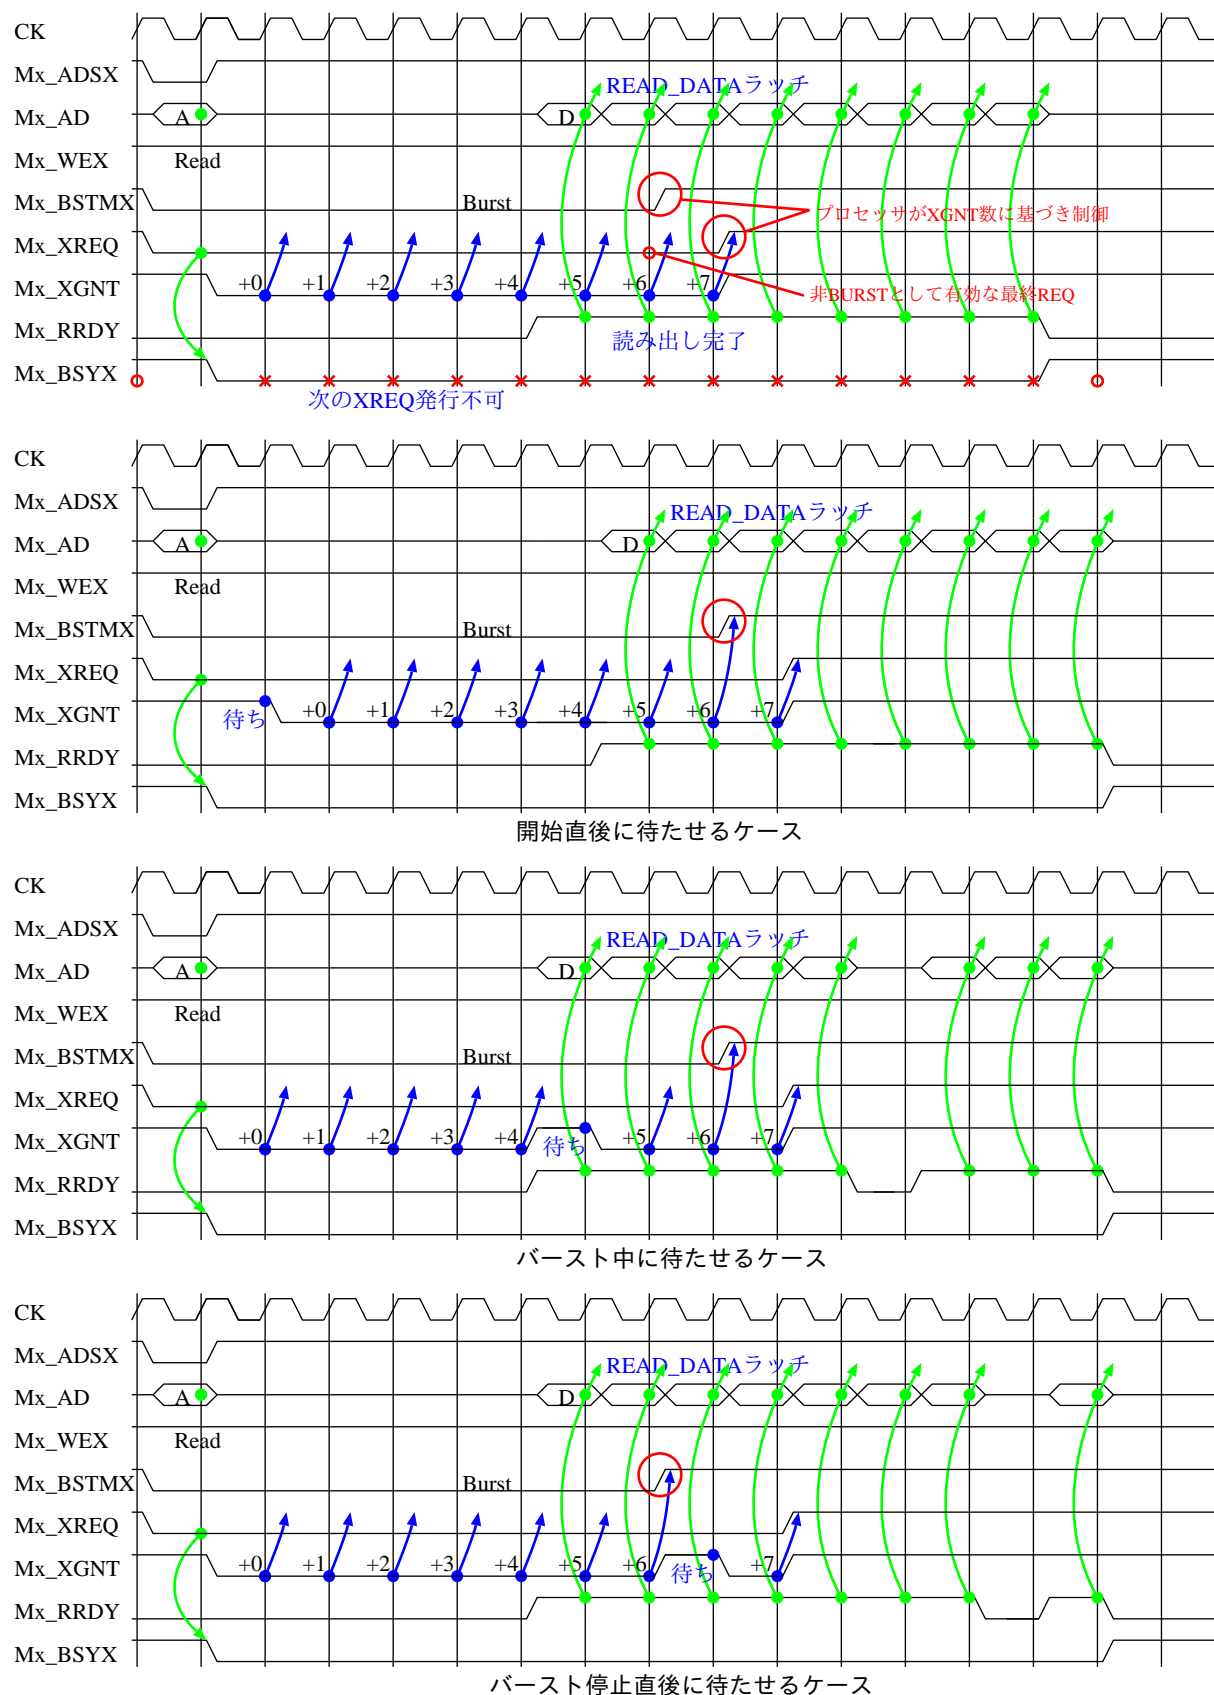 CK
Mx_ADSX
READ_DATAラッチ
Mx_AD A D
Mx_WEX Read
Mx_BSTMX Burst
プロセッサがXGNT数に基づき制御
Mx_XREQ
Mx_XGNT +0 +1 +2 +3 +4 +5 +6 +7
非BURSTとして有効な最終REQ
Mx_RRDY
読み出し完了
Mx_BSYX
次のXREQ発行不可
CK
Mx_ADSX
READ_DATAラッチ
Mx_AD A D
Mx_WEX Read
Mx_BSTMX Burst
Mx_XREQ
Mx_XGNT 待ち +0 +1 +2 +3 +4 +5 +6 +7
Mx_RRDY
Mx_BSYX
開始直後に待たせるケース
CK
Mx_ADSX
READ_DATAラッチ
Mx_AD A D
Mx_WEX Read
Mx_BSTMX Burst
Mx_XREQ
Mx_XGNT +0 +1 +2 +3 +4 待ち +5 +6 +7
Mx_RRDY
Mx_BSYX
バースト中に待たせるケース
CK
Mx_ADSX
READ_DATAラッチ
Mx_AD A D
Mx_WEX Read
Mx_BSTMX Burst
Mx_XREQ
Mx_XGNT +0 +1 +2 +3 +4 +5 +6 待ち +7
Mx_RRDY
Mx_BSYX
バースト停止直後に待たせるケース